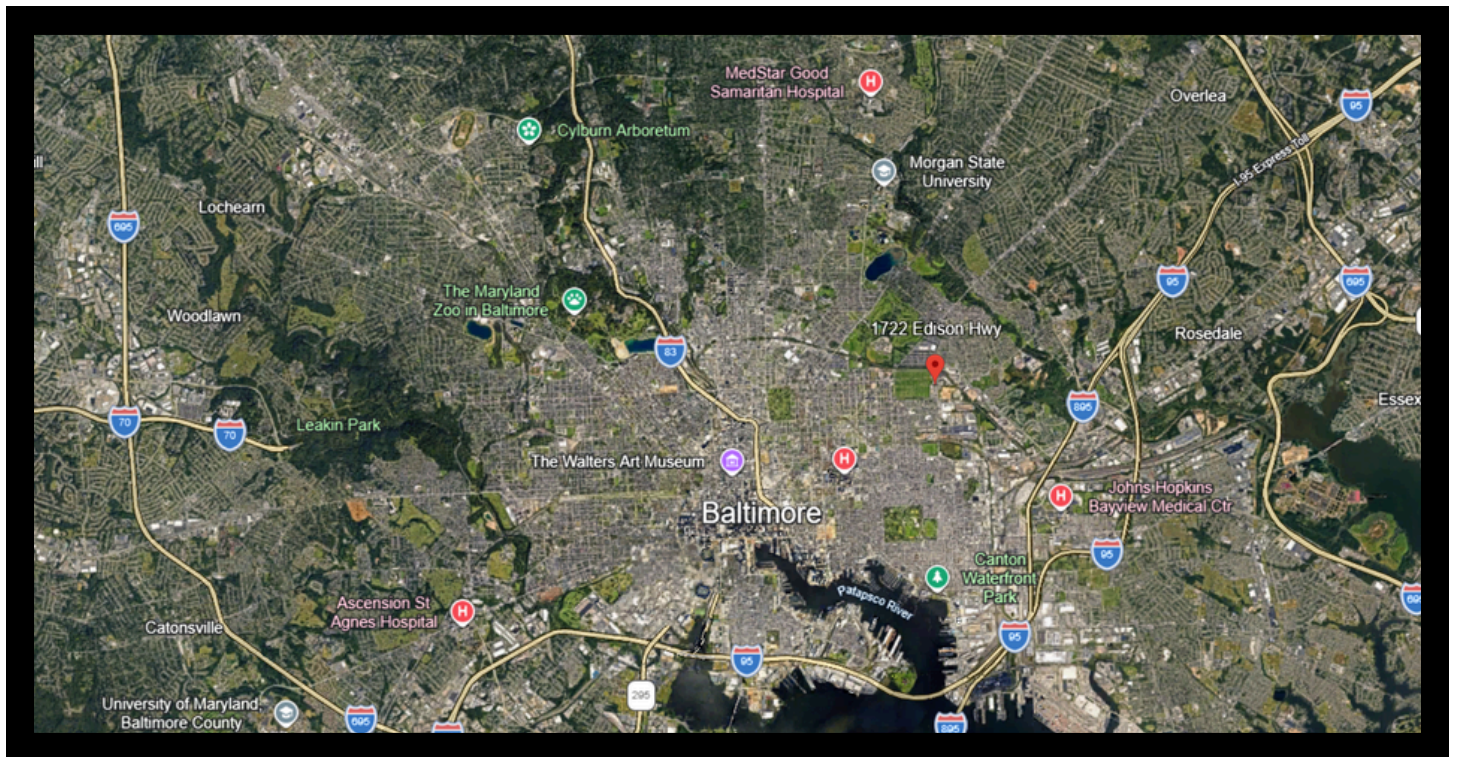 MedStar Good
Samaritan Hospital
Overlea
95
Cylburn Arboretum
I-95 Express Toll
Morgan State
University
Lochearn
695
95
695
The Maryland
Zoo in Baltimore
Woodlawn
1722 Edison Hwy
Rosedale
83
Essex
895
70
70
Leakin Park
The Walters Art Museum
H
H
H
Johns Hopkins
Bayview Medical Ctr
Baltimore
95
Canton
Waterfront
Park
Patapsco River
Ascension St
Agnes Hospital
H
Catonsville
95
95
295
University of Maryland,
Baltimore County
695
895